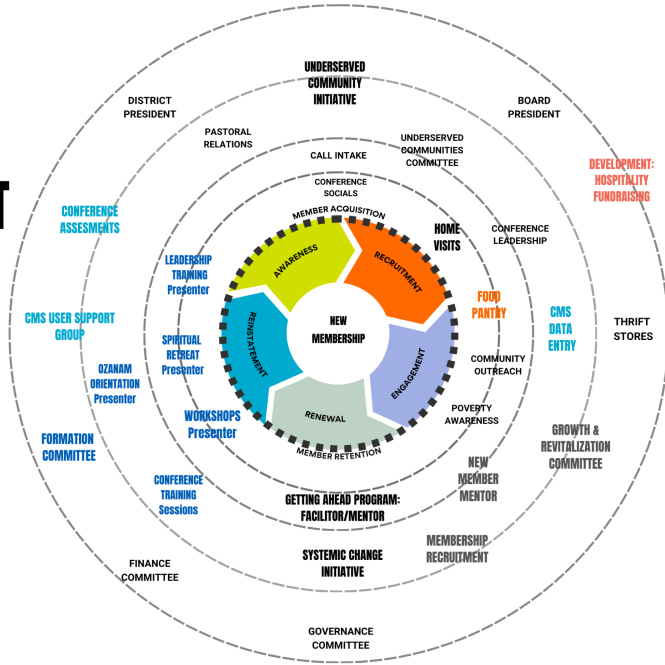 UNDERSERVED
COMMUNITY
INITIATIVE
DISTRICT
PRESIDENT
BOARD
PRESIDENT
PASTORAL
RELATIONS
CALL INTAKE
UNDERSERVED
COMMUNITIES
COMMITTEE
DEVELOPMENT:
HOSPITALITY
FUNDRAISING
T
CONFERENCE
SOCIALS
MEMBER ACQUISITION
CONFERENCE
ASSESMENTS
HOME
VISITS
CONFERENCE
LEADERSHIP
LEADERSHIP
TRAINING
Presenter
AWARENESS
RECRUITMENT
FOOD
PANTRY
CMS USER SUPPORT
GROUP
CMS
DATA
ENTRY
THRIFT
STORES
SPIRITUAL
RETREAT
Presenter
REINSTATEMENT
NEW
MEMBERSHIP
ENGAGEMENT
COMMUNITY
OUTREACH
OZANAM
ORIENTATION
Presenter
WORKSHOPS
Presenter
RENEWAL
MEMBER RETENTION
POVERTY
AWARENESS
FORMATION
COMMITTEE
GROWTH &
REVITALIZATION
COMMITTEE
NEW
MEMBER
MENTOR
CONFERENCE
TRAINING
Sessions
GETTING AHEAD PROGRAM:
FACILITOR/MENTOR
MEMBERSHIP
RECRUITMENT
SYSTEMIC CHANGE
INITIATIVE
FINANCE
COMMITTEE
GOVERNANCE
COMMITTEE